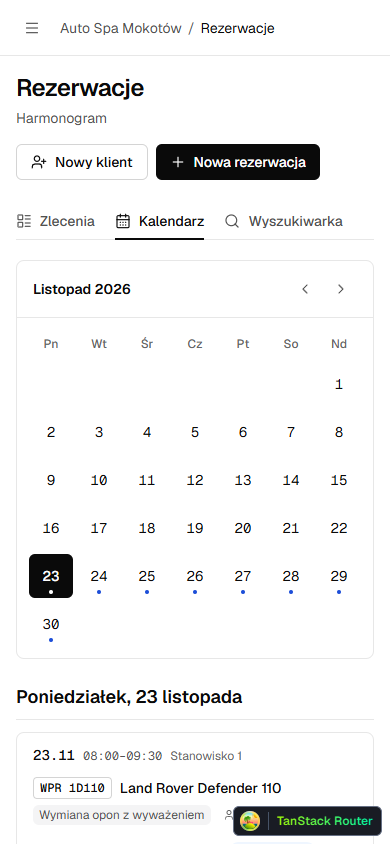 Auto Spa Mokotów / Rezerwacje
Rezerwacje
Harmonogram
Nowy klient
Nowa rezerwacja
Zlecenia
Kalendarz
Wyszukiwarka
Listopad 2026
Pn Wt Śr Cz Pt So Nd
1
2 3 4 5 6 7 8
9 10 11 12 13 14 15
16 17 18 19 20 21 22
23 24 25 26 27 28 29
30
Poniedziałek, 23 listopada
23.11 08:00–09:30 Stanowisko 1
WPR 1D110 Land Rover Defender 110
Wymiana opon z wyważeniem
TanStack Router